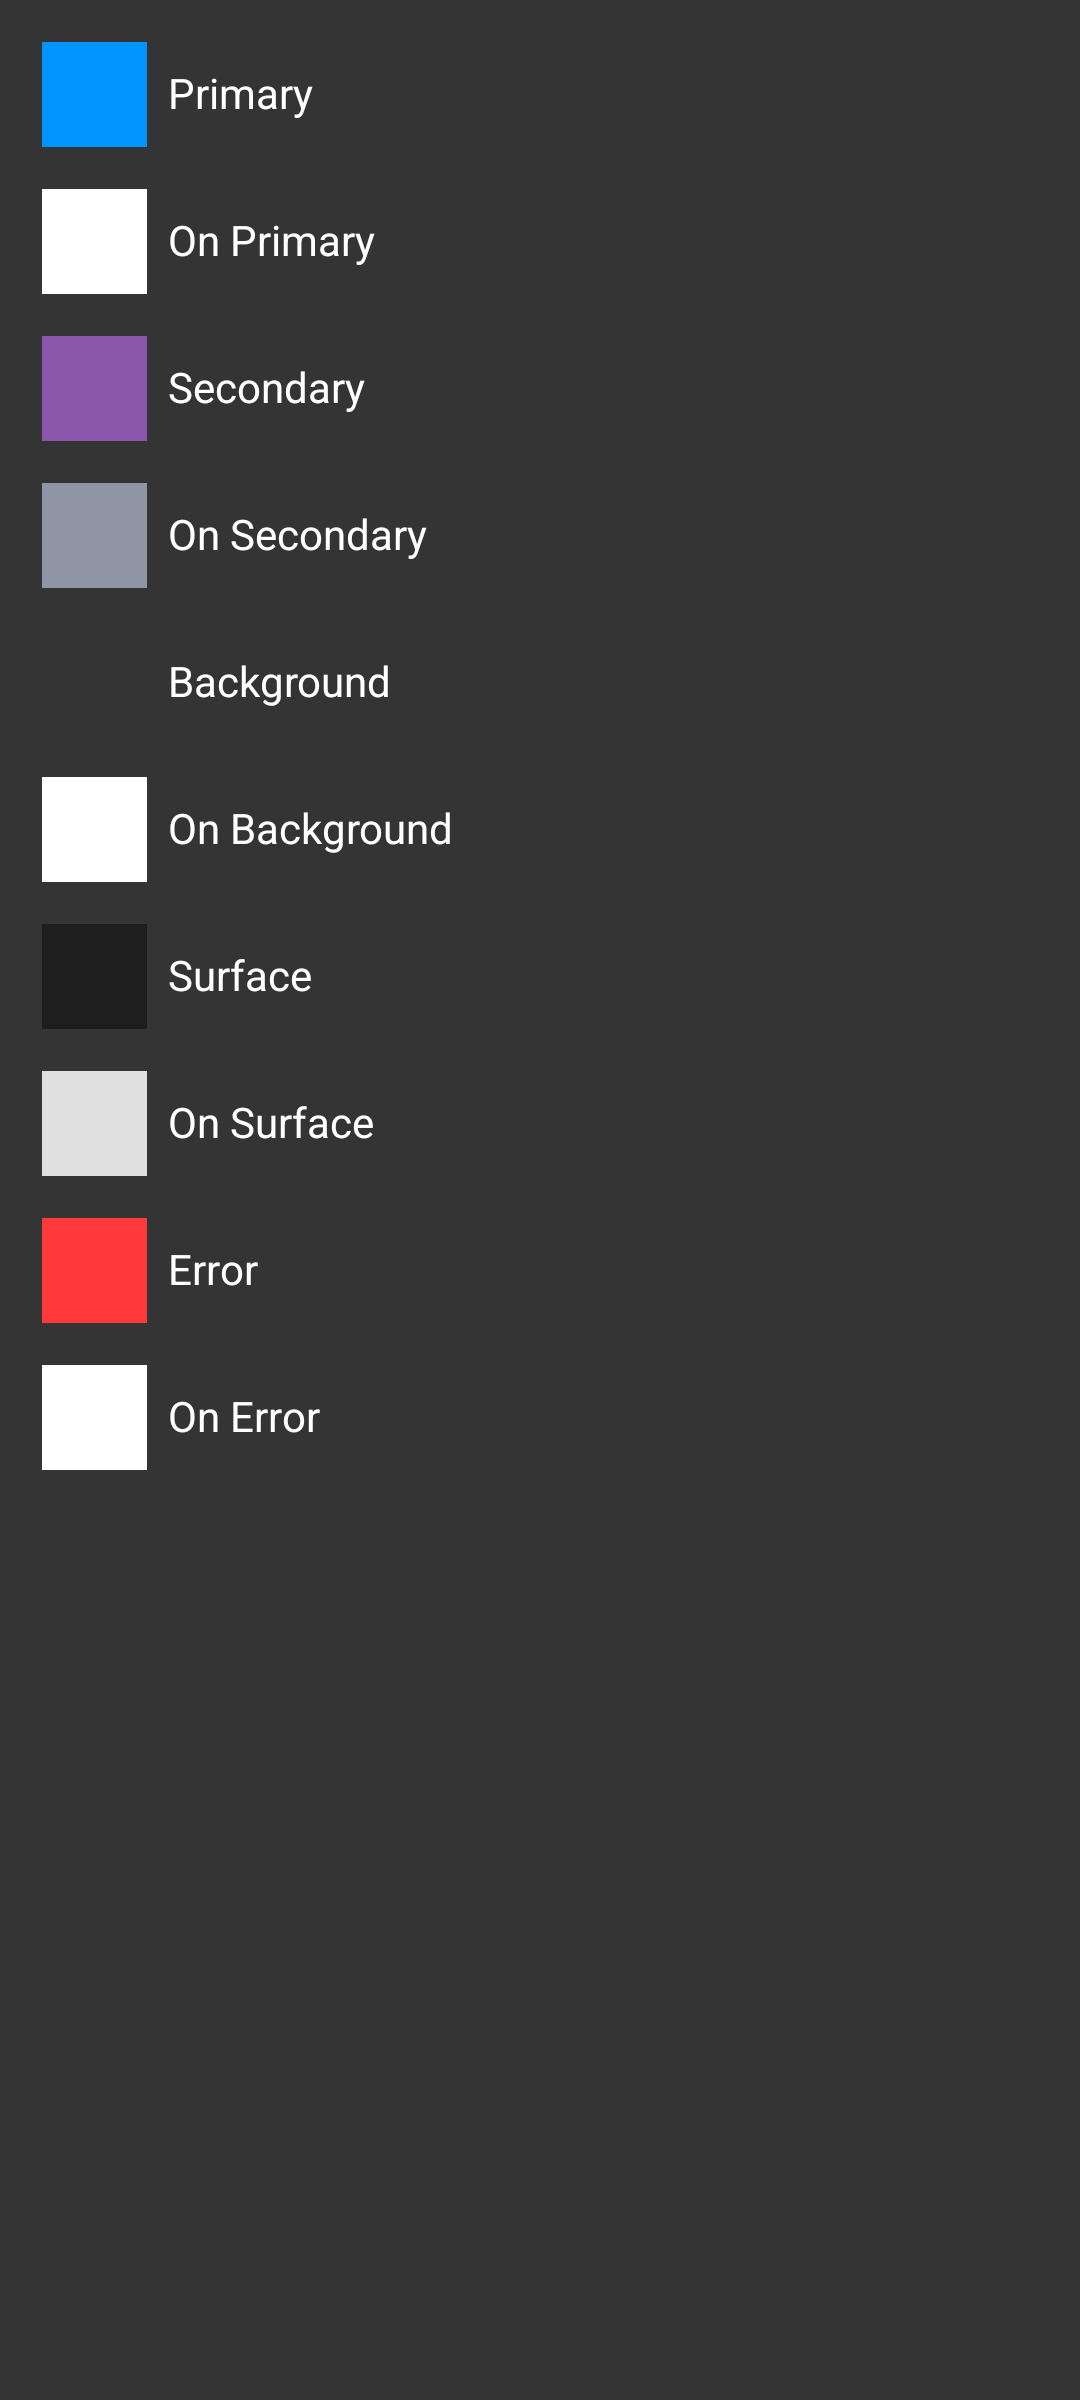 Primary
On Primary
Secondary
On Secondary
Background
On Background
Surface
On Surface
Error
On Error